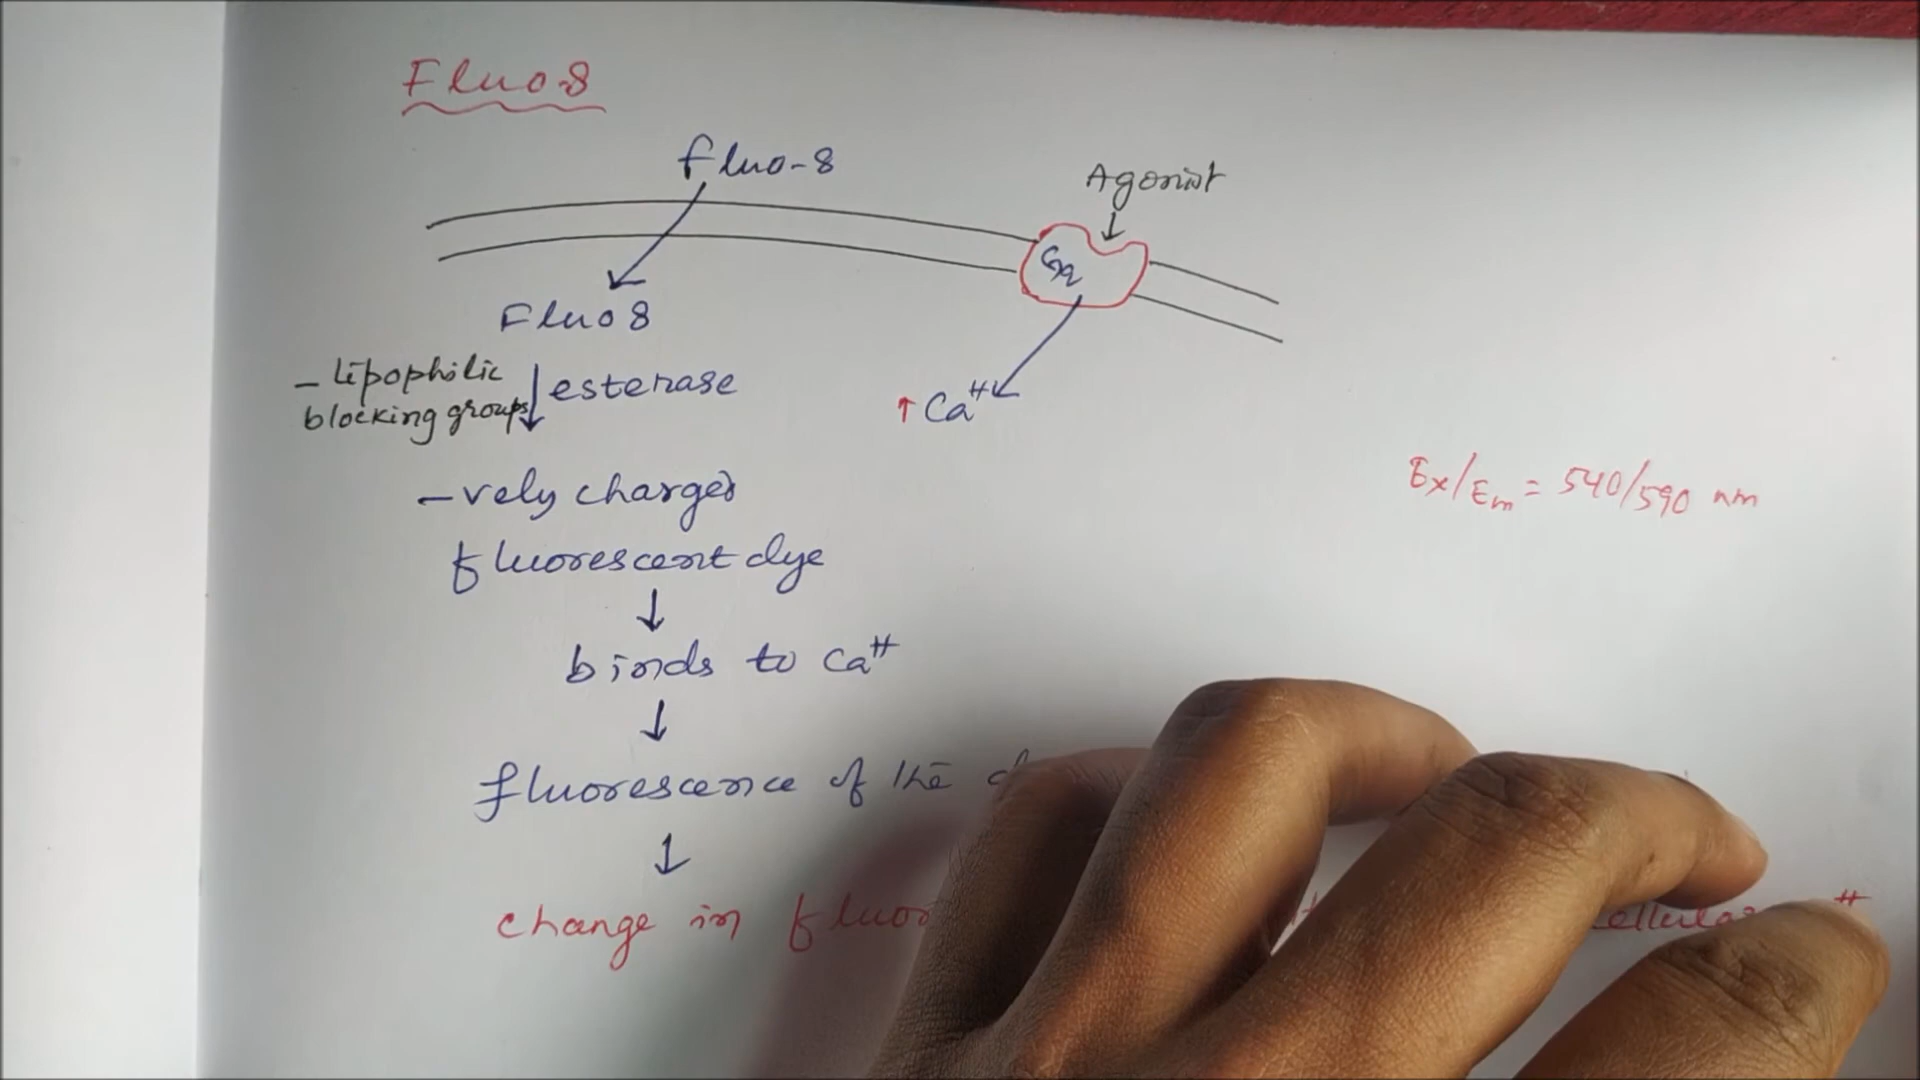 Fluo-8
fluo-8
Agonist
Gq
Fluo 8
- lipophilic
blocking groups
esterase
↑ Ca++
-vely charged
fluorescent dye
Ex/Em = 540/590 nm
↓
binds to Ca++
↓
fluorescence of the
↓
change in